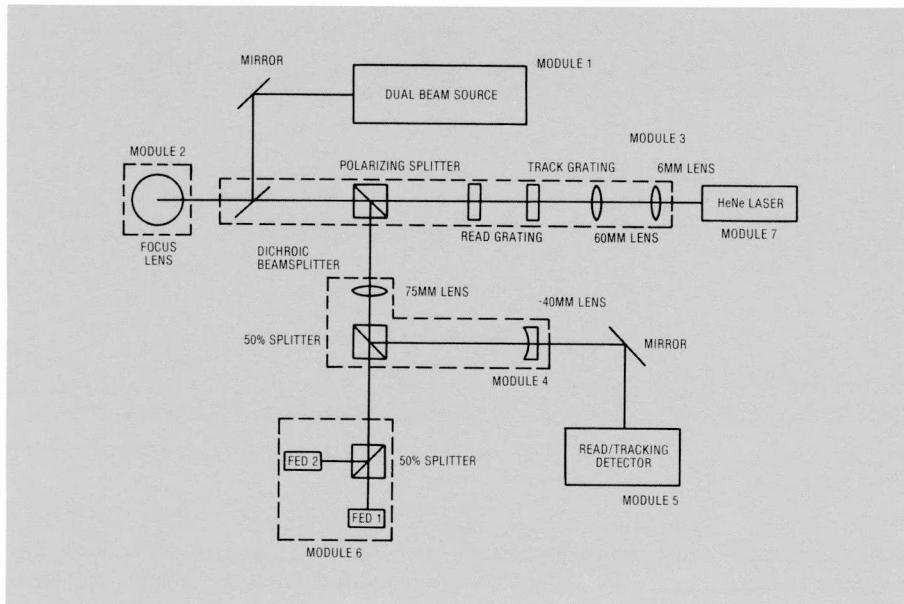 MIRROR
MODULE 1
DUAL BEAM SOURCE
MODULE 2
MODULE 3
POLARIZING SPLITTER
TRACK GRATING
6MM LENS
HeNe LASER
MODULE 7
FOCUS
LENS
READ GRATING
60MM LENS
DICHROIC
BEAMSPLITTER
75MM LENS
-40MM LENS
50% SPLITTER
MIRROR
MODULE 4
READ/TRACKING
DETECTOR
MODULE 5
FED 2
50% SPLITTER
FED 1
MODULE 6